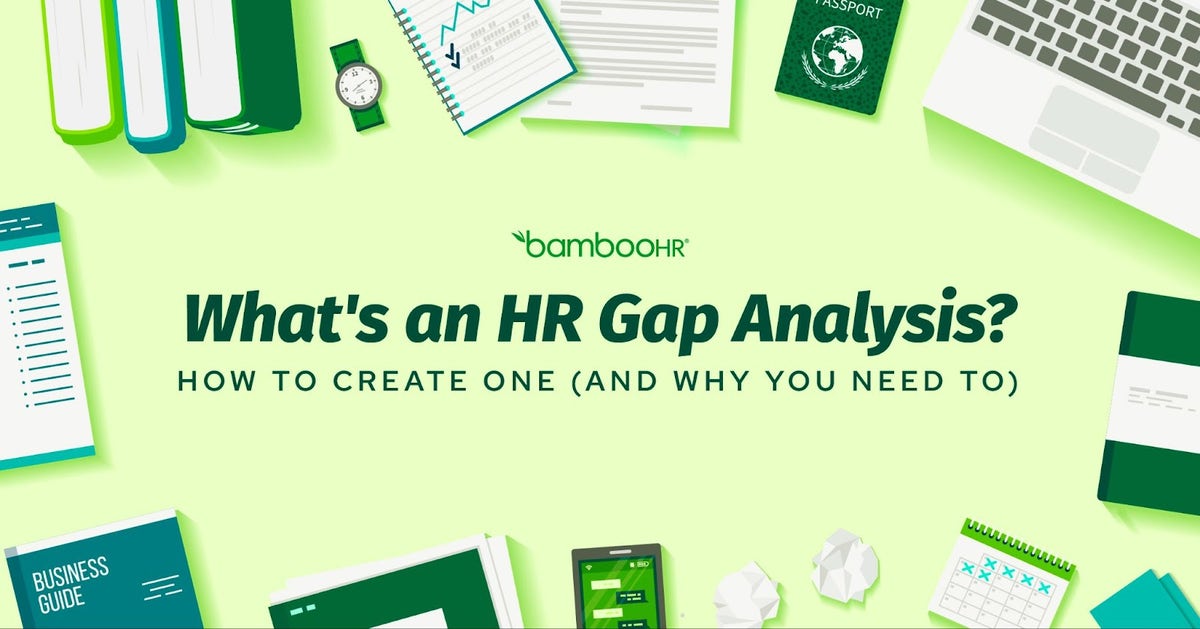 PASSPORT
bambooHR®
What's an HR Gap Analysis?
HOW TO CREATE ONE (AND WHY YOU NEED TO)
BUSINESS
GUIDE